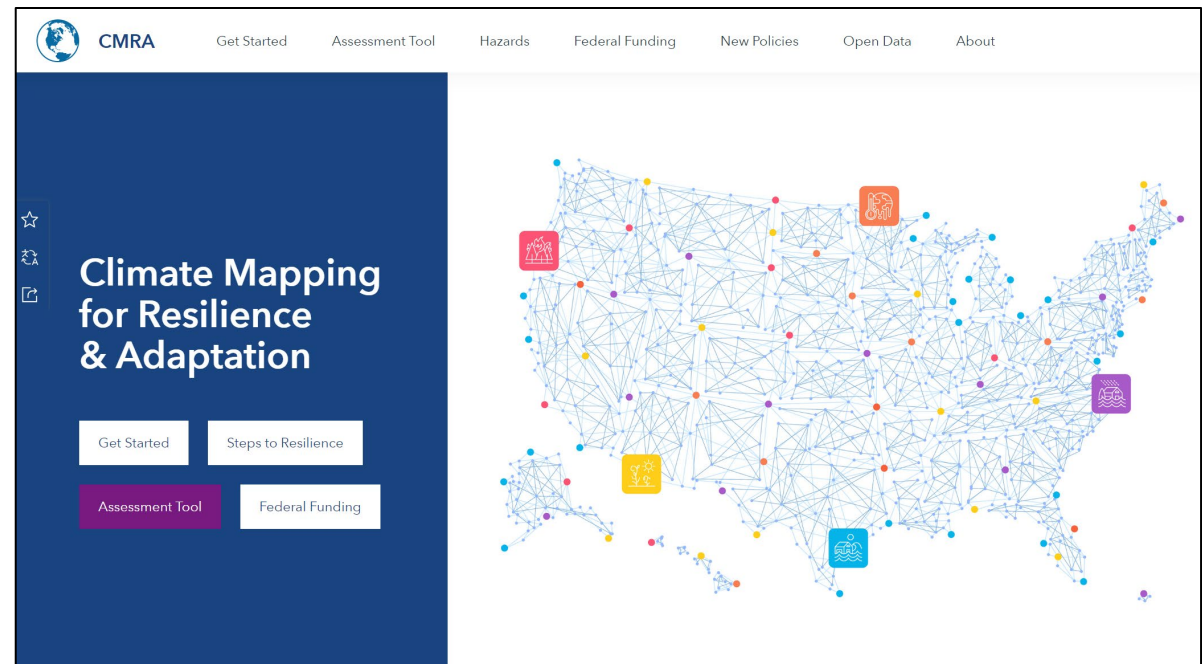 CMRA
Get Started
Assessment Tool
Hazards
Federal Funding
New Policies
Open Data
About
Climate Mapping
for Resilience
& Adaptation
Get Started
Steps to Resilience
Assessment Tool
Federal Funding